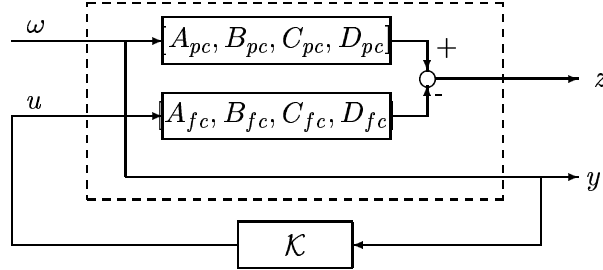 ω
[A_{pc}, B_{pc}, C_{pc}, D_{pc}]
+
z
-
u
[A_{fc}, B_{fc}, C_{fc}, D_{fc}]
y
𝒦